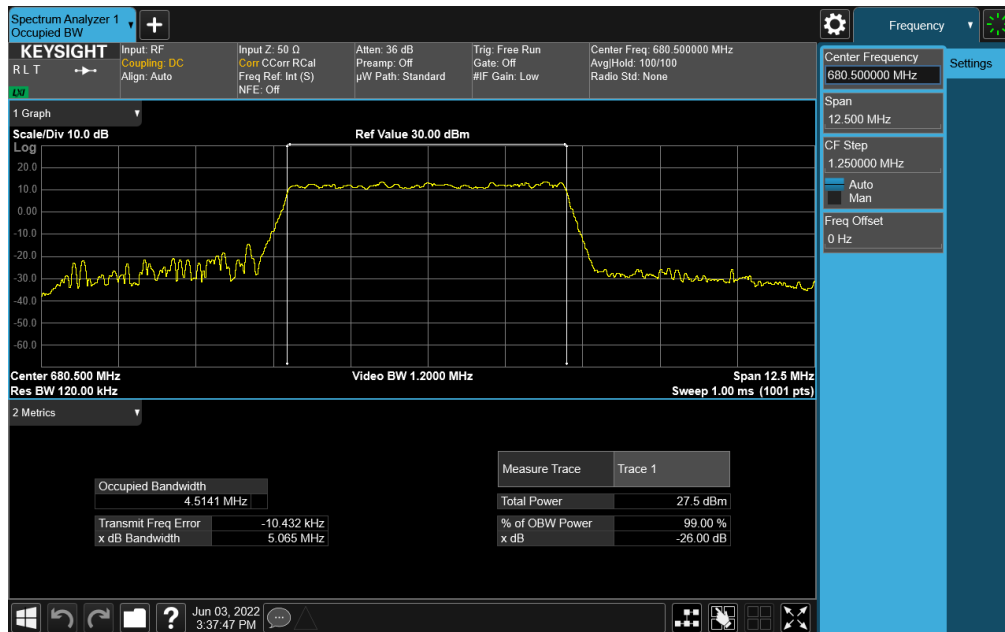 Spectrum Analyzer 1
Occupied BW
Frequency
KEYSIGHT
R L T
LXI
Input: RF
Coupling: DC
Align: Auto
Input Z: 50 Ω
Corr CCorr RCal
Freq Ref: Int (S)
NFE: Off
Atten: 36 dB
Preamp: Off
µW Path: Standard
Trig: Free Run
Gate: Off
#IF Gain: Low
Center Freq: 680.500000 MHz
Avg|Hold: 100/100
Radio Std: None
Center Frequency
680.500000 MHz
Settings
Span
12.500 MHz
CF Step
1.250000 MHz
Auto
Man
Freq Offset
0 Hz
1 Graph
Scale/Div 10.0 dB
Ref Value 30.00 dBm
Log
20.0
10.0
0.00
-10.0
-20.0
-30.0
-40.0
-50.0
-60.0
Center 680.500 MHz
Video BW 1.2000 MHz
Span 12.5 MHz
Res BW 120.00 kHz
Sweep 1.00 ms (1001 pts)
2 Metrics
Occupied Bandwidth
4.5141 MHz
Transmit Freq Error -10.432 kHz
x dB Bandwidth 5.065 MHz
Measure Trace Trace 1
Total Power 27.5 dBm
% of OBW Power 99.00 %
x dB -26.00 dB
Jun 03, 2022
3:37:47 PM